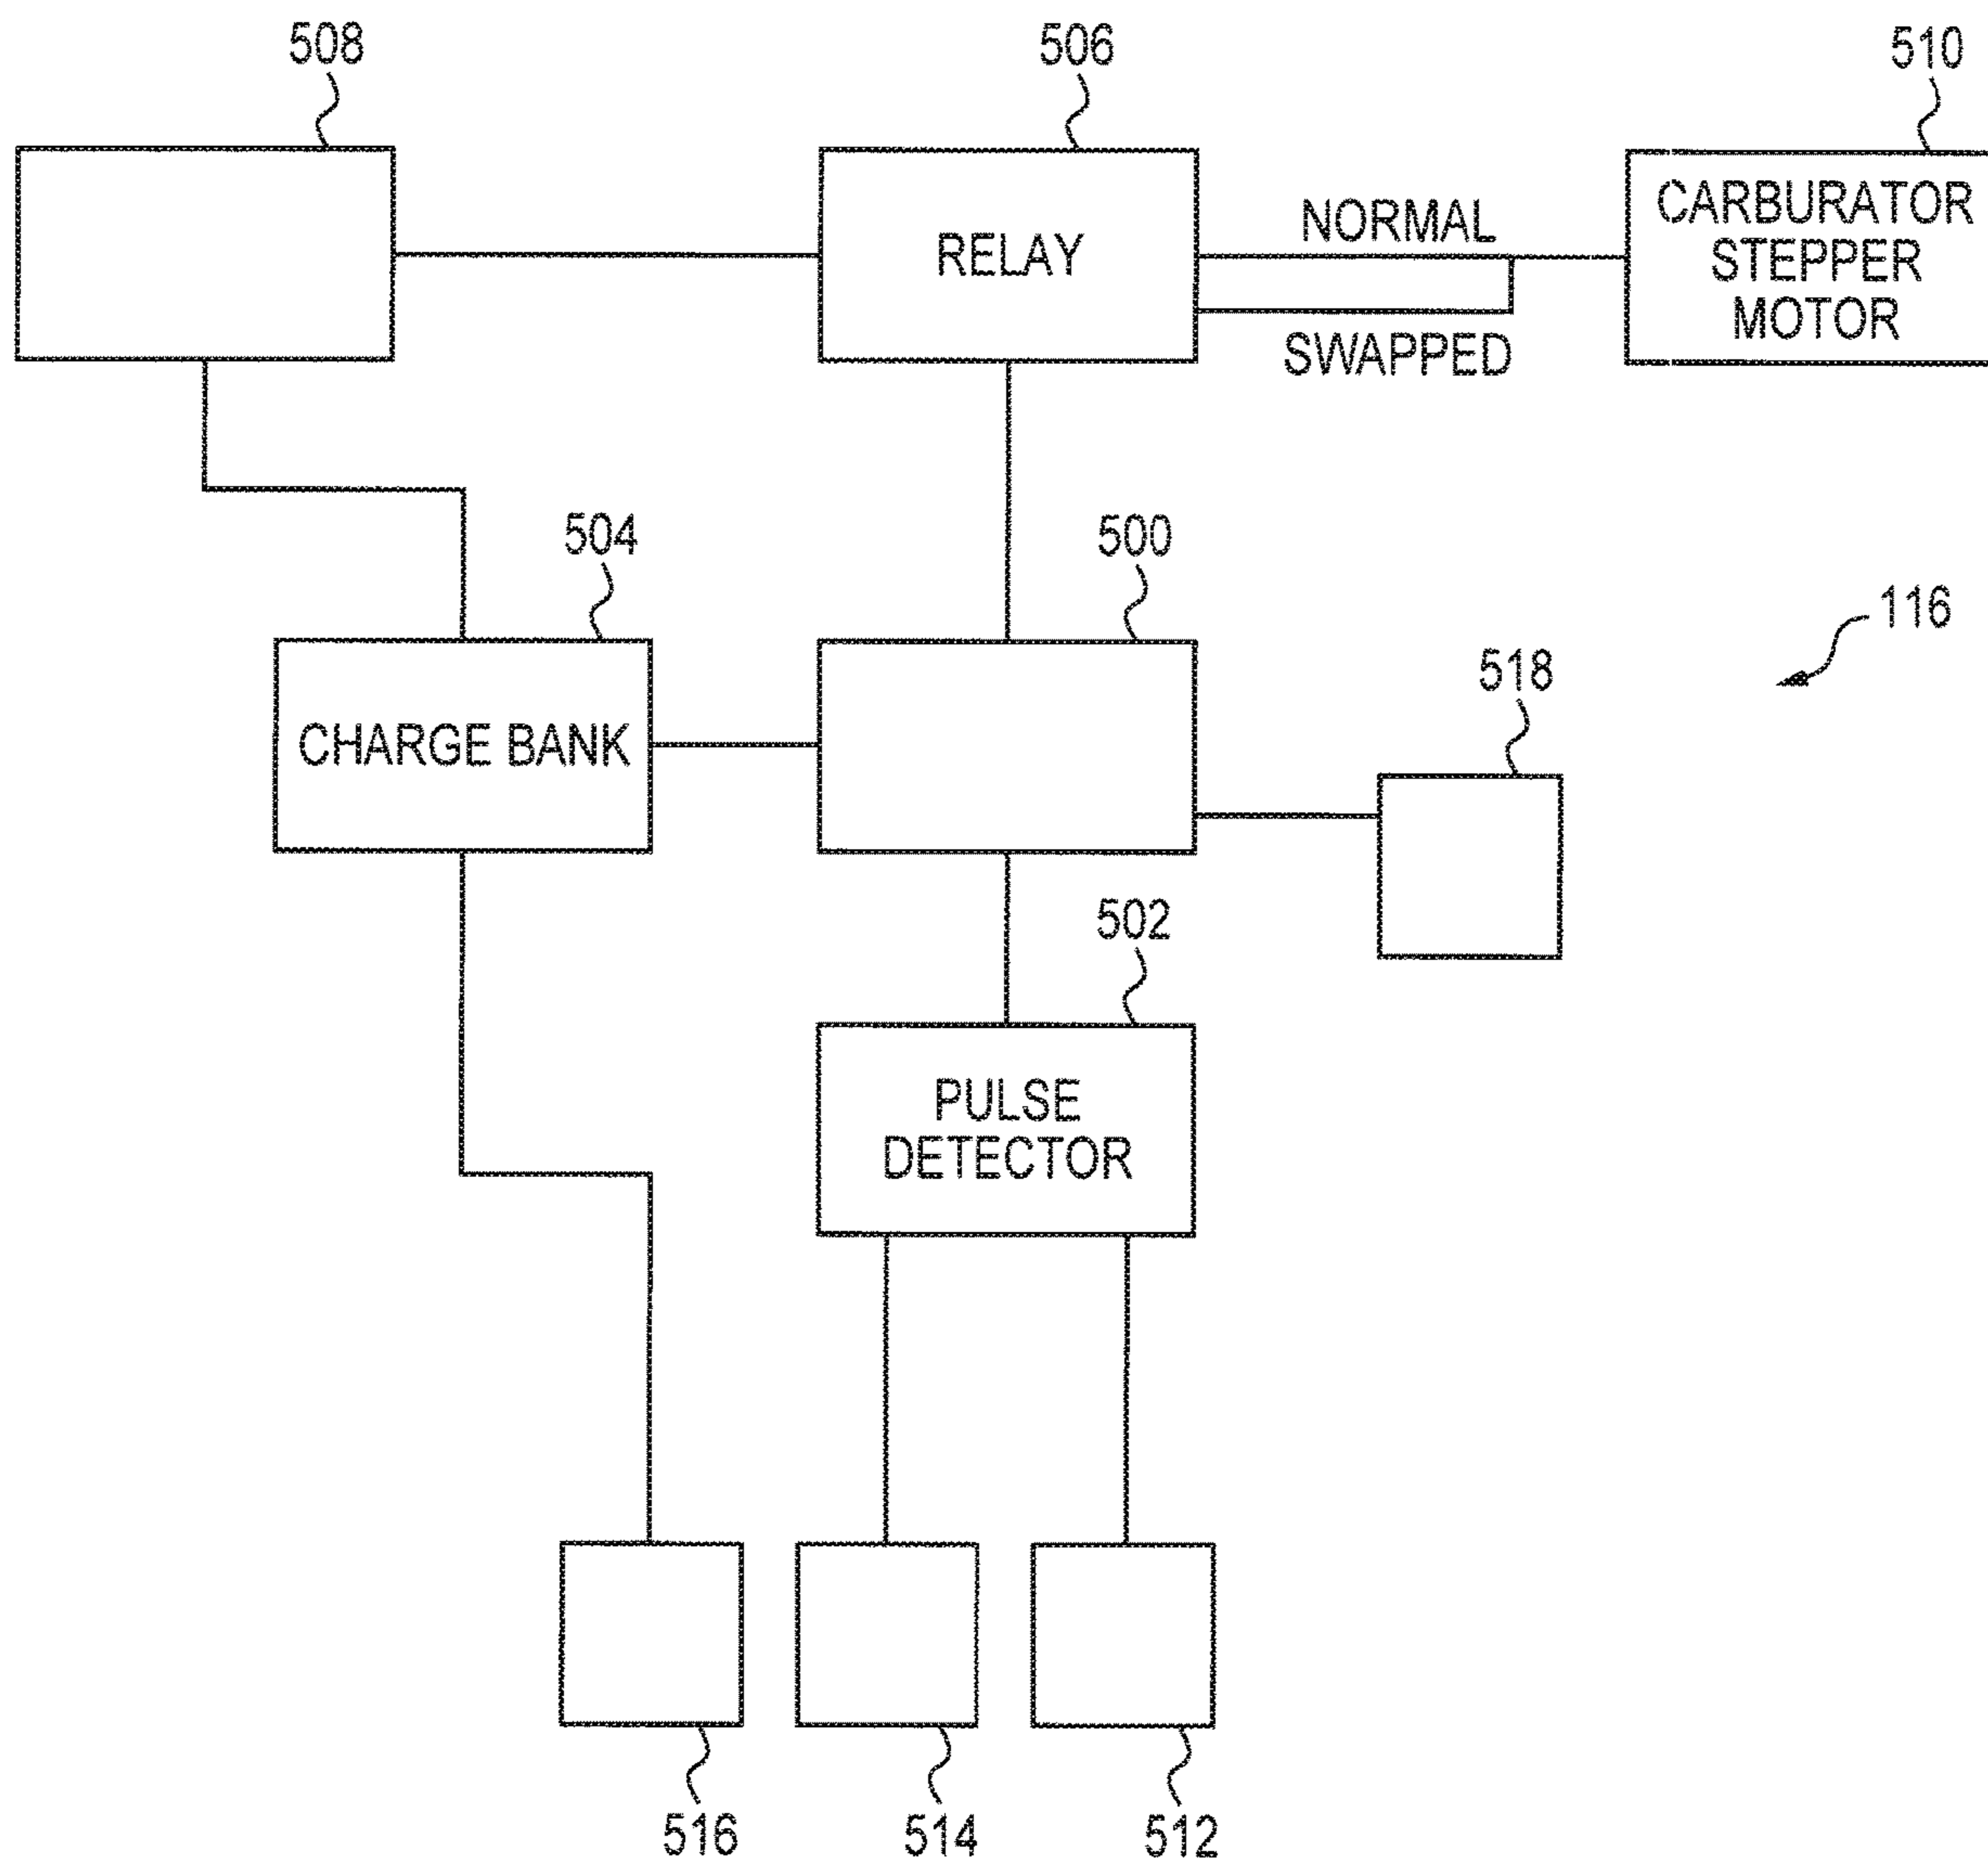 508
506
510
RELAY
NORMAL
SWAPPED
CARBURATOR
STEPPER
MOTOR
504
500
116
518
CHARGE BANK
502
PULSE
DETECTOR
516
514
512